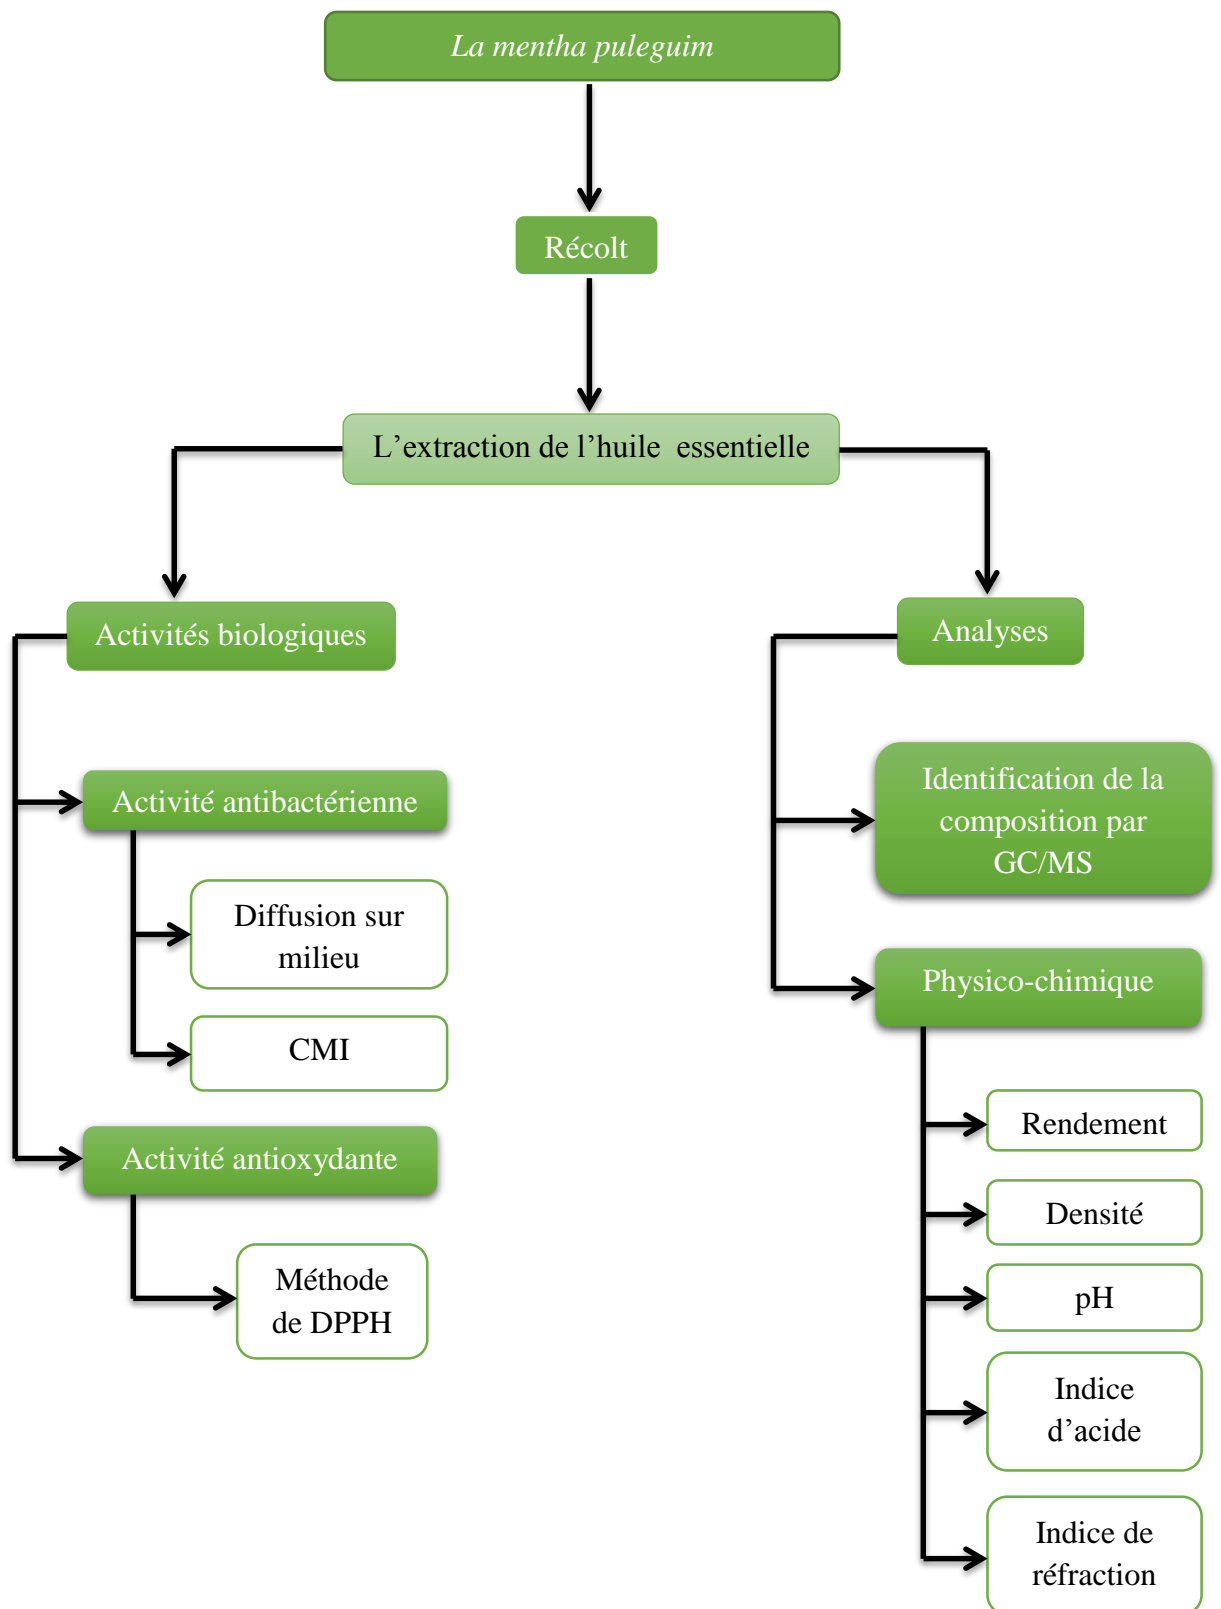 La mentha puleguim
Récolt
L’extraction de l’huile essentielle
Activités biologiques
Activité antibactérienne
Diffusion sur
milieu
CMI
Activité antioxydante
Méthode
de DPPH
Analyses
Identification de la
composition par
GC/MS
Physico-chimique
Rendement
Densité
pH
Indice
d’acide
Indice de
réfraction